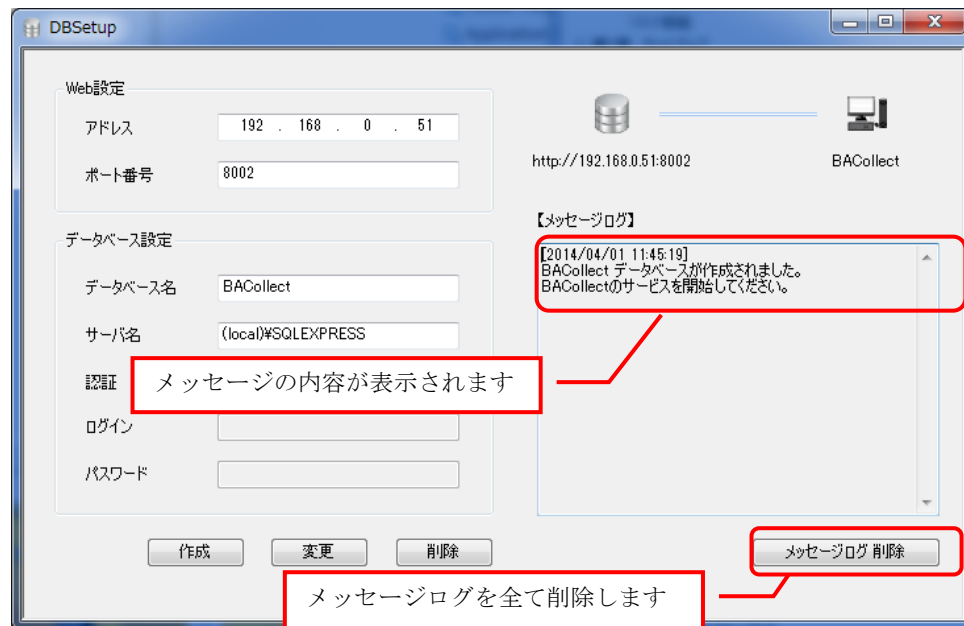 DBSetup
Web設定
アドレス
192 . 168 . 0 . 51
ポート番号
8002
http://192.168.0.51:8002
BACollect
データベース設定
データベース名
BACollect
サーバ名
(local)¥SQLEXPRESS
認証
ログイン
パスワード
【メッセージログ】
[2014/04/01 11:45:19]
BACollect データベースが作成されました。
BACollectのサービスを開始してください。
メッセージの内容が表示されます
作成
変更
削除
メッセージログ 削除
メッセージログを全て削除します